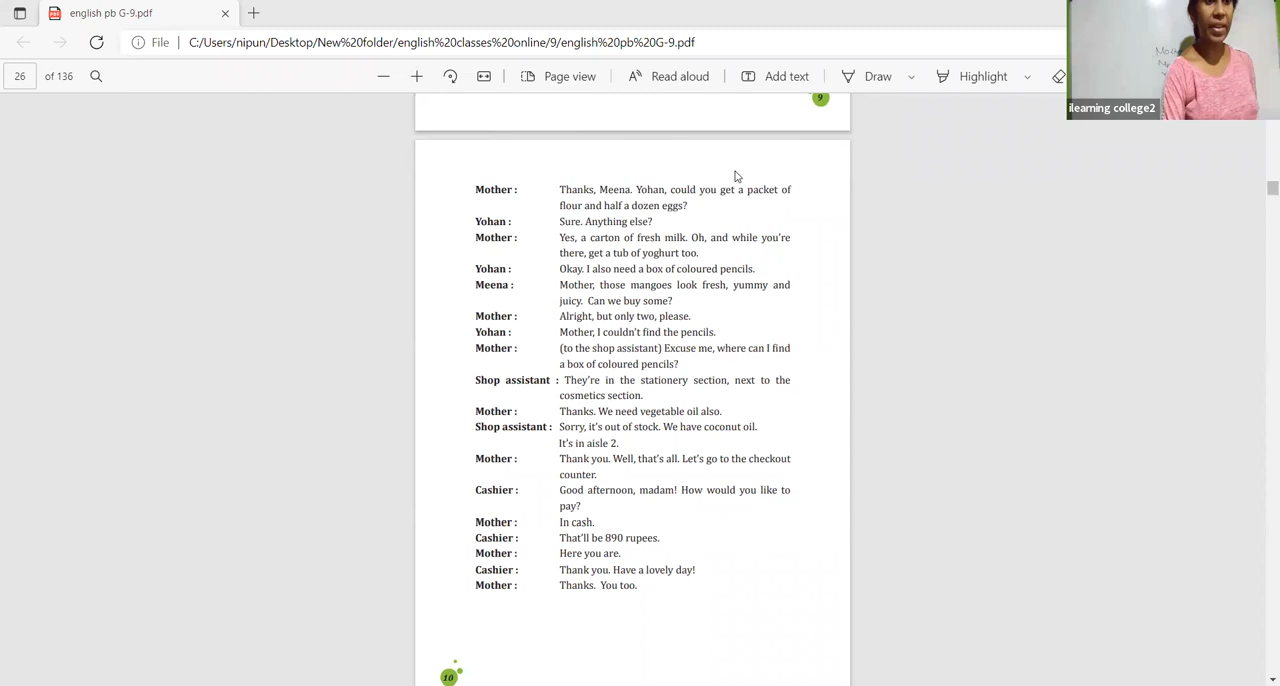 english pb G-9.pdf
File
C:/Users/nipun/Desktop/New%20folder/english%20classes%20online/9/english%20pb%20G-9.pdf
26 of 136
Page view
Read aloud
Add text
Draw
Highlight
ilearning college2
9
Mother : Thanks, Meena. Yohan, could you get a packet of
flour and half a dozen eggs?
Yohan : Sure. Anything else?
Mother : Yes, a carton of fresh milk. Oh, and while you're
there, get a tub of yoghurt too.
Yohan : Okay. I also need a box of coloured pencils.
Meena : Mother, those mangoes look fresh, yummy and
juicy. Can we buy some?
Mother : Alright, but only two, please.
Yohan : Mother, I couldn't find the pencils.
Mother : (to the shop assistant) Excuse me, where can I find
a box of coloured pencils?
Shop assistant : They're in the stationery section, next to the
cosmetics section.
Mother : Thanks. We need vegetable oil also.
Shop assistant : Sorry, it's out of stock. We have coconut oil.
It's in aisle 2.
Mother : Thank you. Well, that's all. Let's go to the checkout
counter.
Cashier : Good afternoon, madam! How would you like to
pay?
Mother : In cash.
Cashier : That'll be 890 rupees.
Mother : Here you are.
Cashier : Thank you. Have a lovely day!
Mother : Thanks. You too.
10